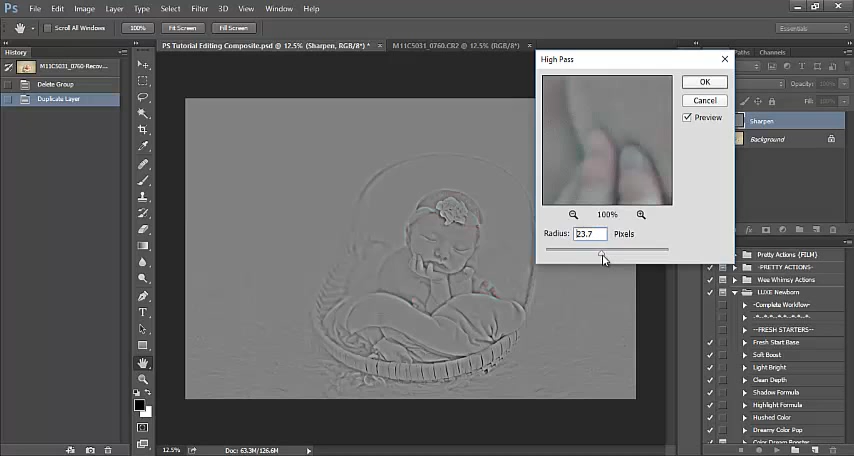 Ps File Edit Image Layer Type Select Filter 3D View Window Help
Scroll All Windows 100% Fit Screen Fill Screen Essentials
History
M11C5031_0760-Recov...
Delete Group
Duplicate Layer
PS Tutorial Editing Composite.psd @ 12.5% (Sharpen, RGB/8*) * ×
M11C5031_0760.CR2 @ 12.5% (RGB/8*) ×
High Pass
OK
Cancel
Preview
100%
Radius: 23.7 Pixels
Paths Channels
Opacity:
Fill:
Sharpen
Background
Pretty Actions {FILM}
-PRETTY ACTIONS-
Wee Whimsy Actions
LUXE Newborn
-Complete Workflow-
-*-*-*-*-*-*-*-
--FRESH STARTERS--
Fresh Start Base
Soft Boost
Light Bright
Clean Depth
Shadow Formula
Highlight Formula
Hushed Color
Dreamy Color Pop
Color Dream Booster
12.5% Doc: 63.3M/126.6M